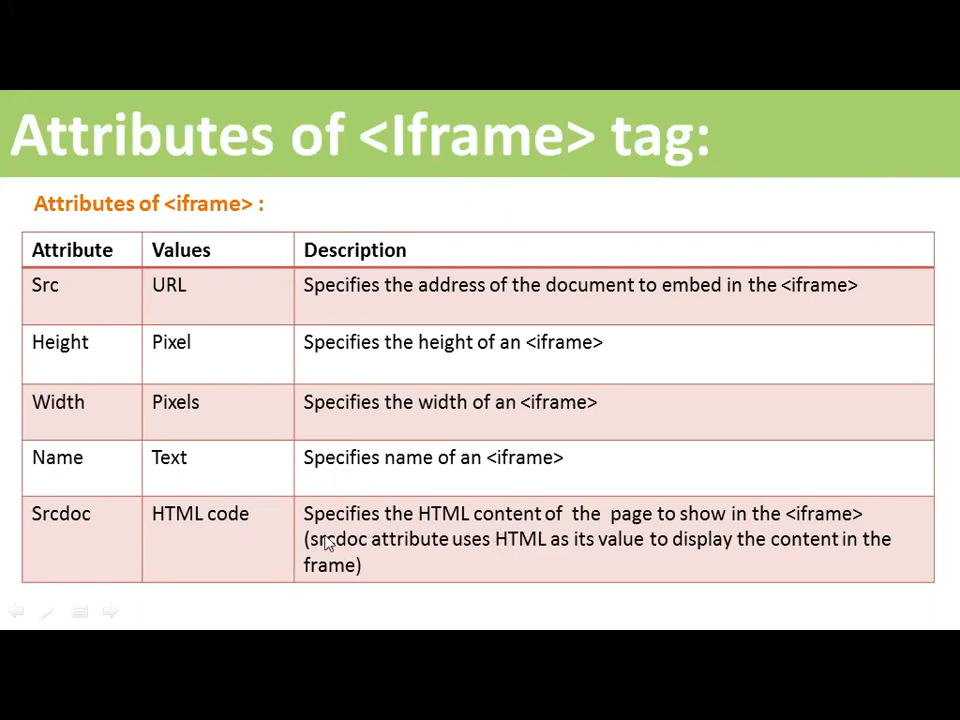 Attributes of <Iframe> tag:
Attributes of <iframe> :
Attribute Values Description
Src URL Specifies the address of the document to embed in the <iframe>
Height Pixel Specifies the height of an <iframe>
Width Pixels Specifies the width of an <iframe>
Name Text Specifies name of an <iframe>
Srcdoc HTML code Specifies the HTML content of the page to show in the <iframe>
(srcdoc attribute uses HTML as its value to display the content in the
frame)